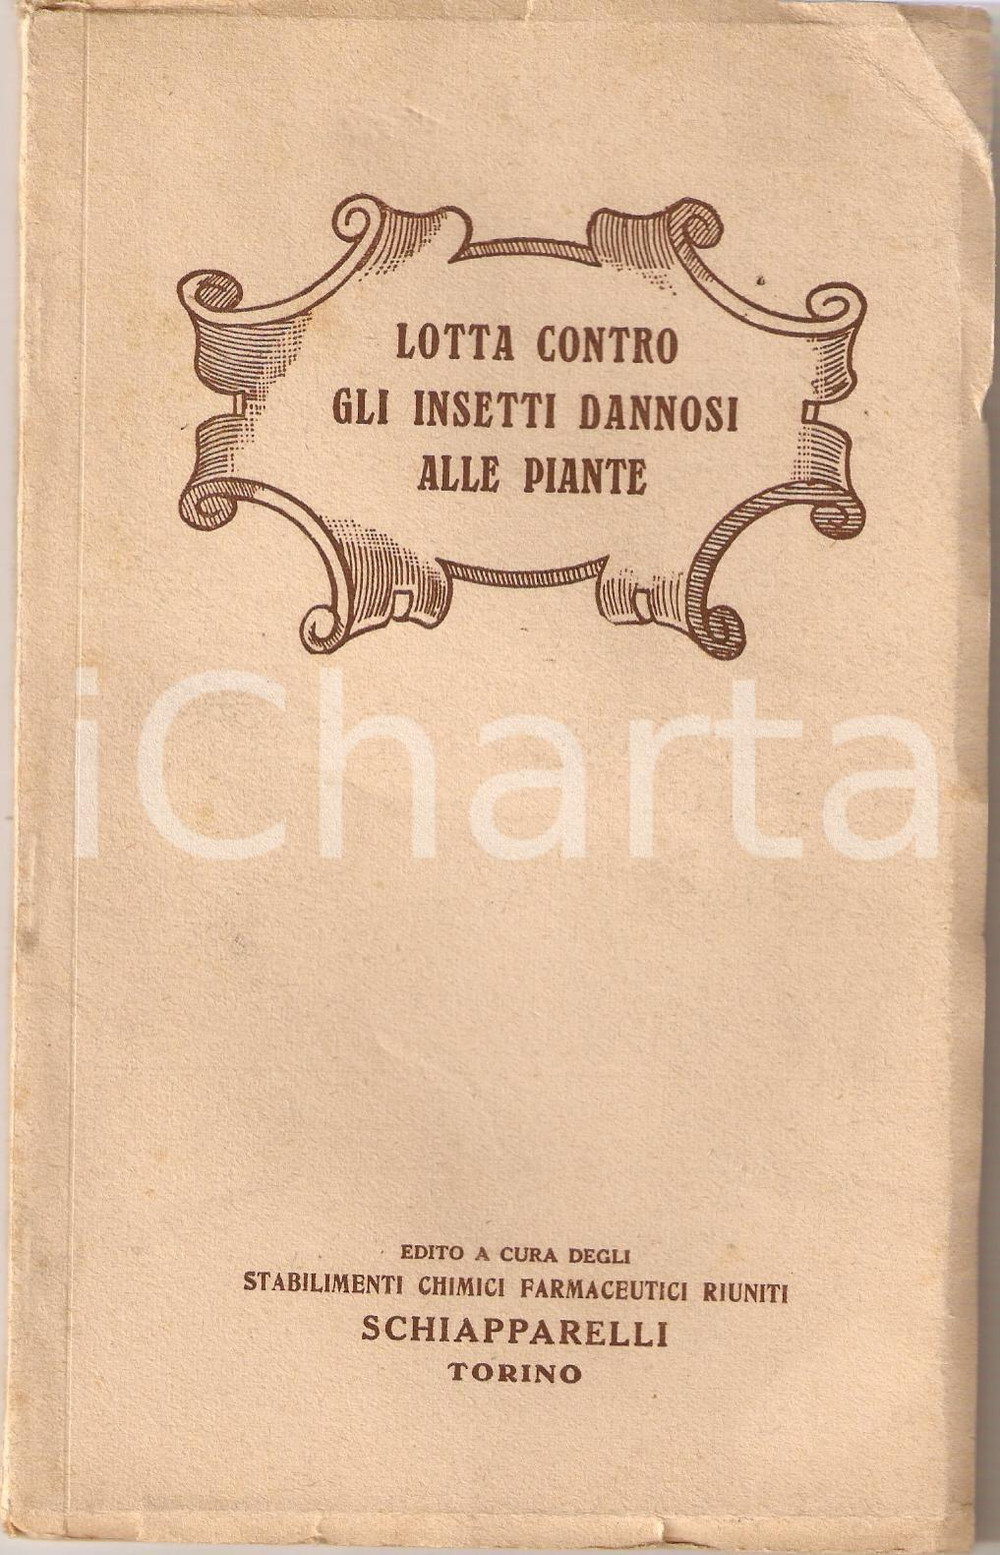 LOTTA CONTRO
GLI INSETTI DANNOSI
ALLE PIANTE
iCharta
EDITO A CURA DEGLI
STABILIMENTI CHIMICI FARMACEUTICI RIUNITI
SCHIAPPARELLI
TORINO